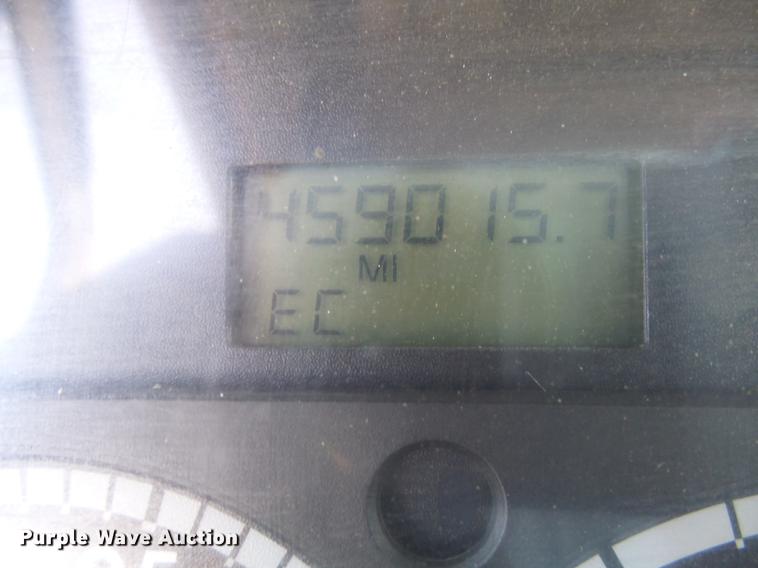 459015.7
MI
EC
Purple Wave Auction